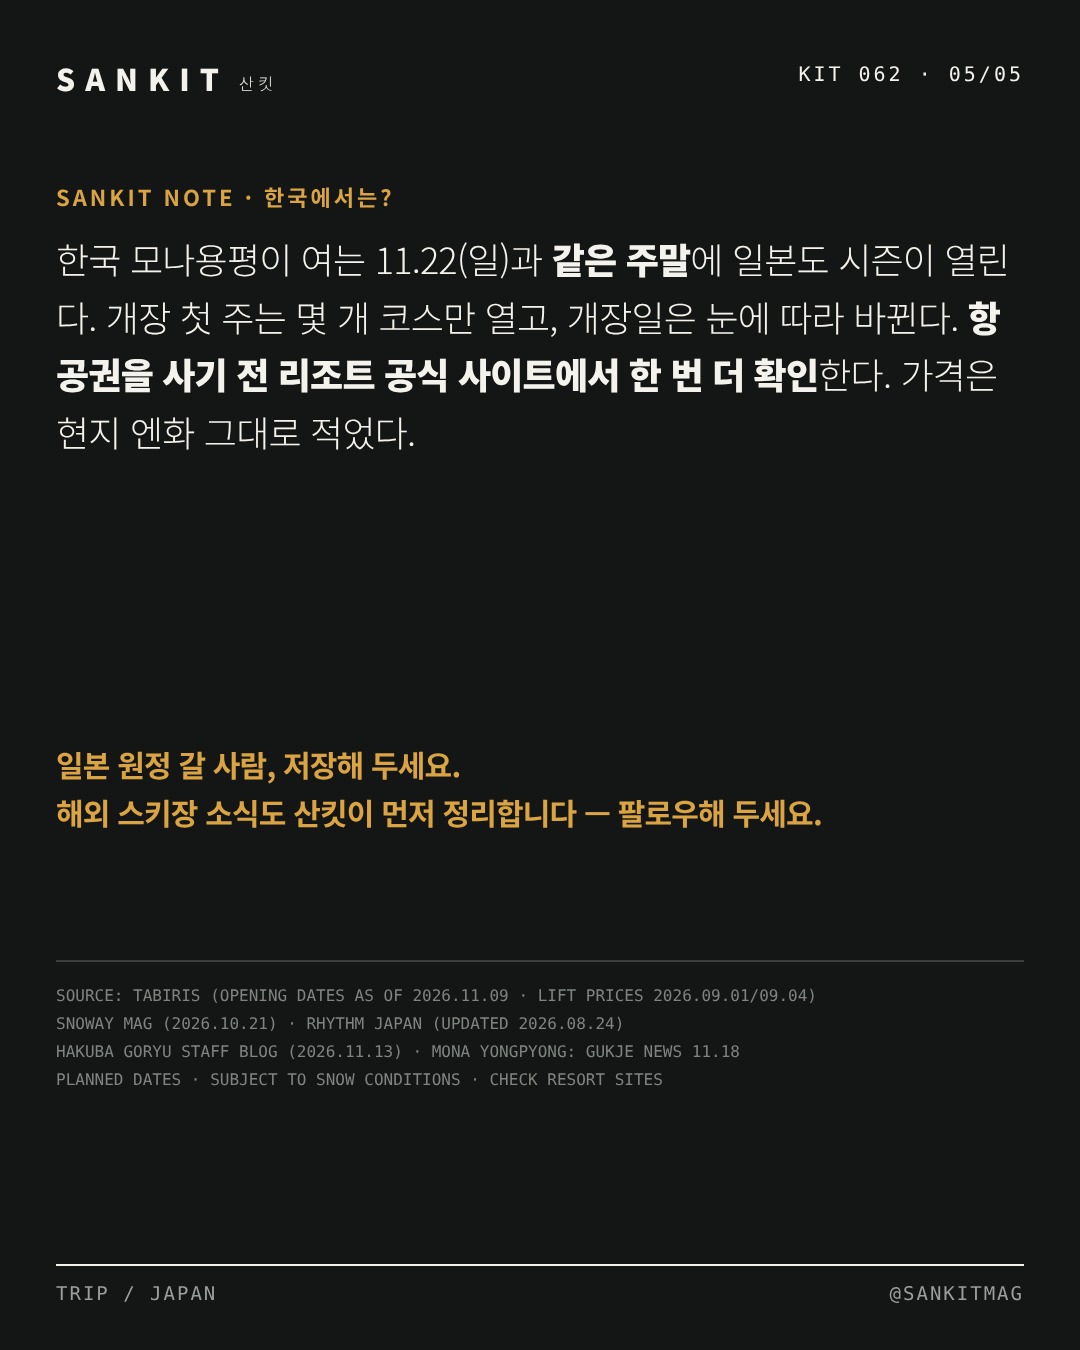 SANKIT 산킷
KIT 062 · 05/05
SANKIT NOTE · 한국에서는?
한국 모나용평이 여는 11.22(일)과 같은 주말에 일본도 시즌이 열린
다. 개장 첫 주는 몇 개 코스만 열고, 개장일은 눈에 따라 바뀐다. 항
공권을 사기 전 리조트 공식 사이트에서 한 번 더 확인한다. 가격은
현지 엔화 그대로 적었다.
일본 원정 갈 사람, 저장해 두세요.
해외 스키장 소식도 산킷이 먼저 정리합니다 — 팔로우해 두세요.
SOURCE: TABIRIS (OPENING DATES AS OF 2026.11.09 · LIFT PRICES 2026.09.01/09.04)
SNOWAY MAG (2026.10.21) · RHYTHM JAPAN (UPDATED 2026.08.24)
HAKUBA GORYU STAFF BLOG (2026.11.13) · MONA YONGPYONG: GUKJE NEWS 11.18
PLANNED DATES · SUBJECT TO SNOW CONDITIONS · CHECK RESORT SITES
TRIP / JAPAN
@SANKITMAG